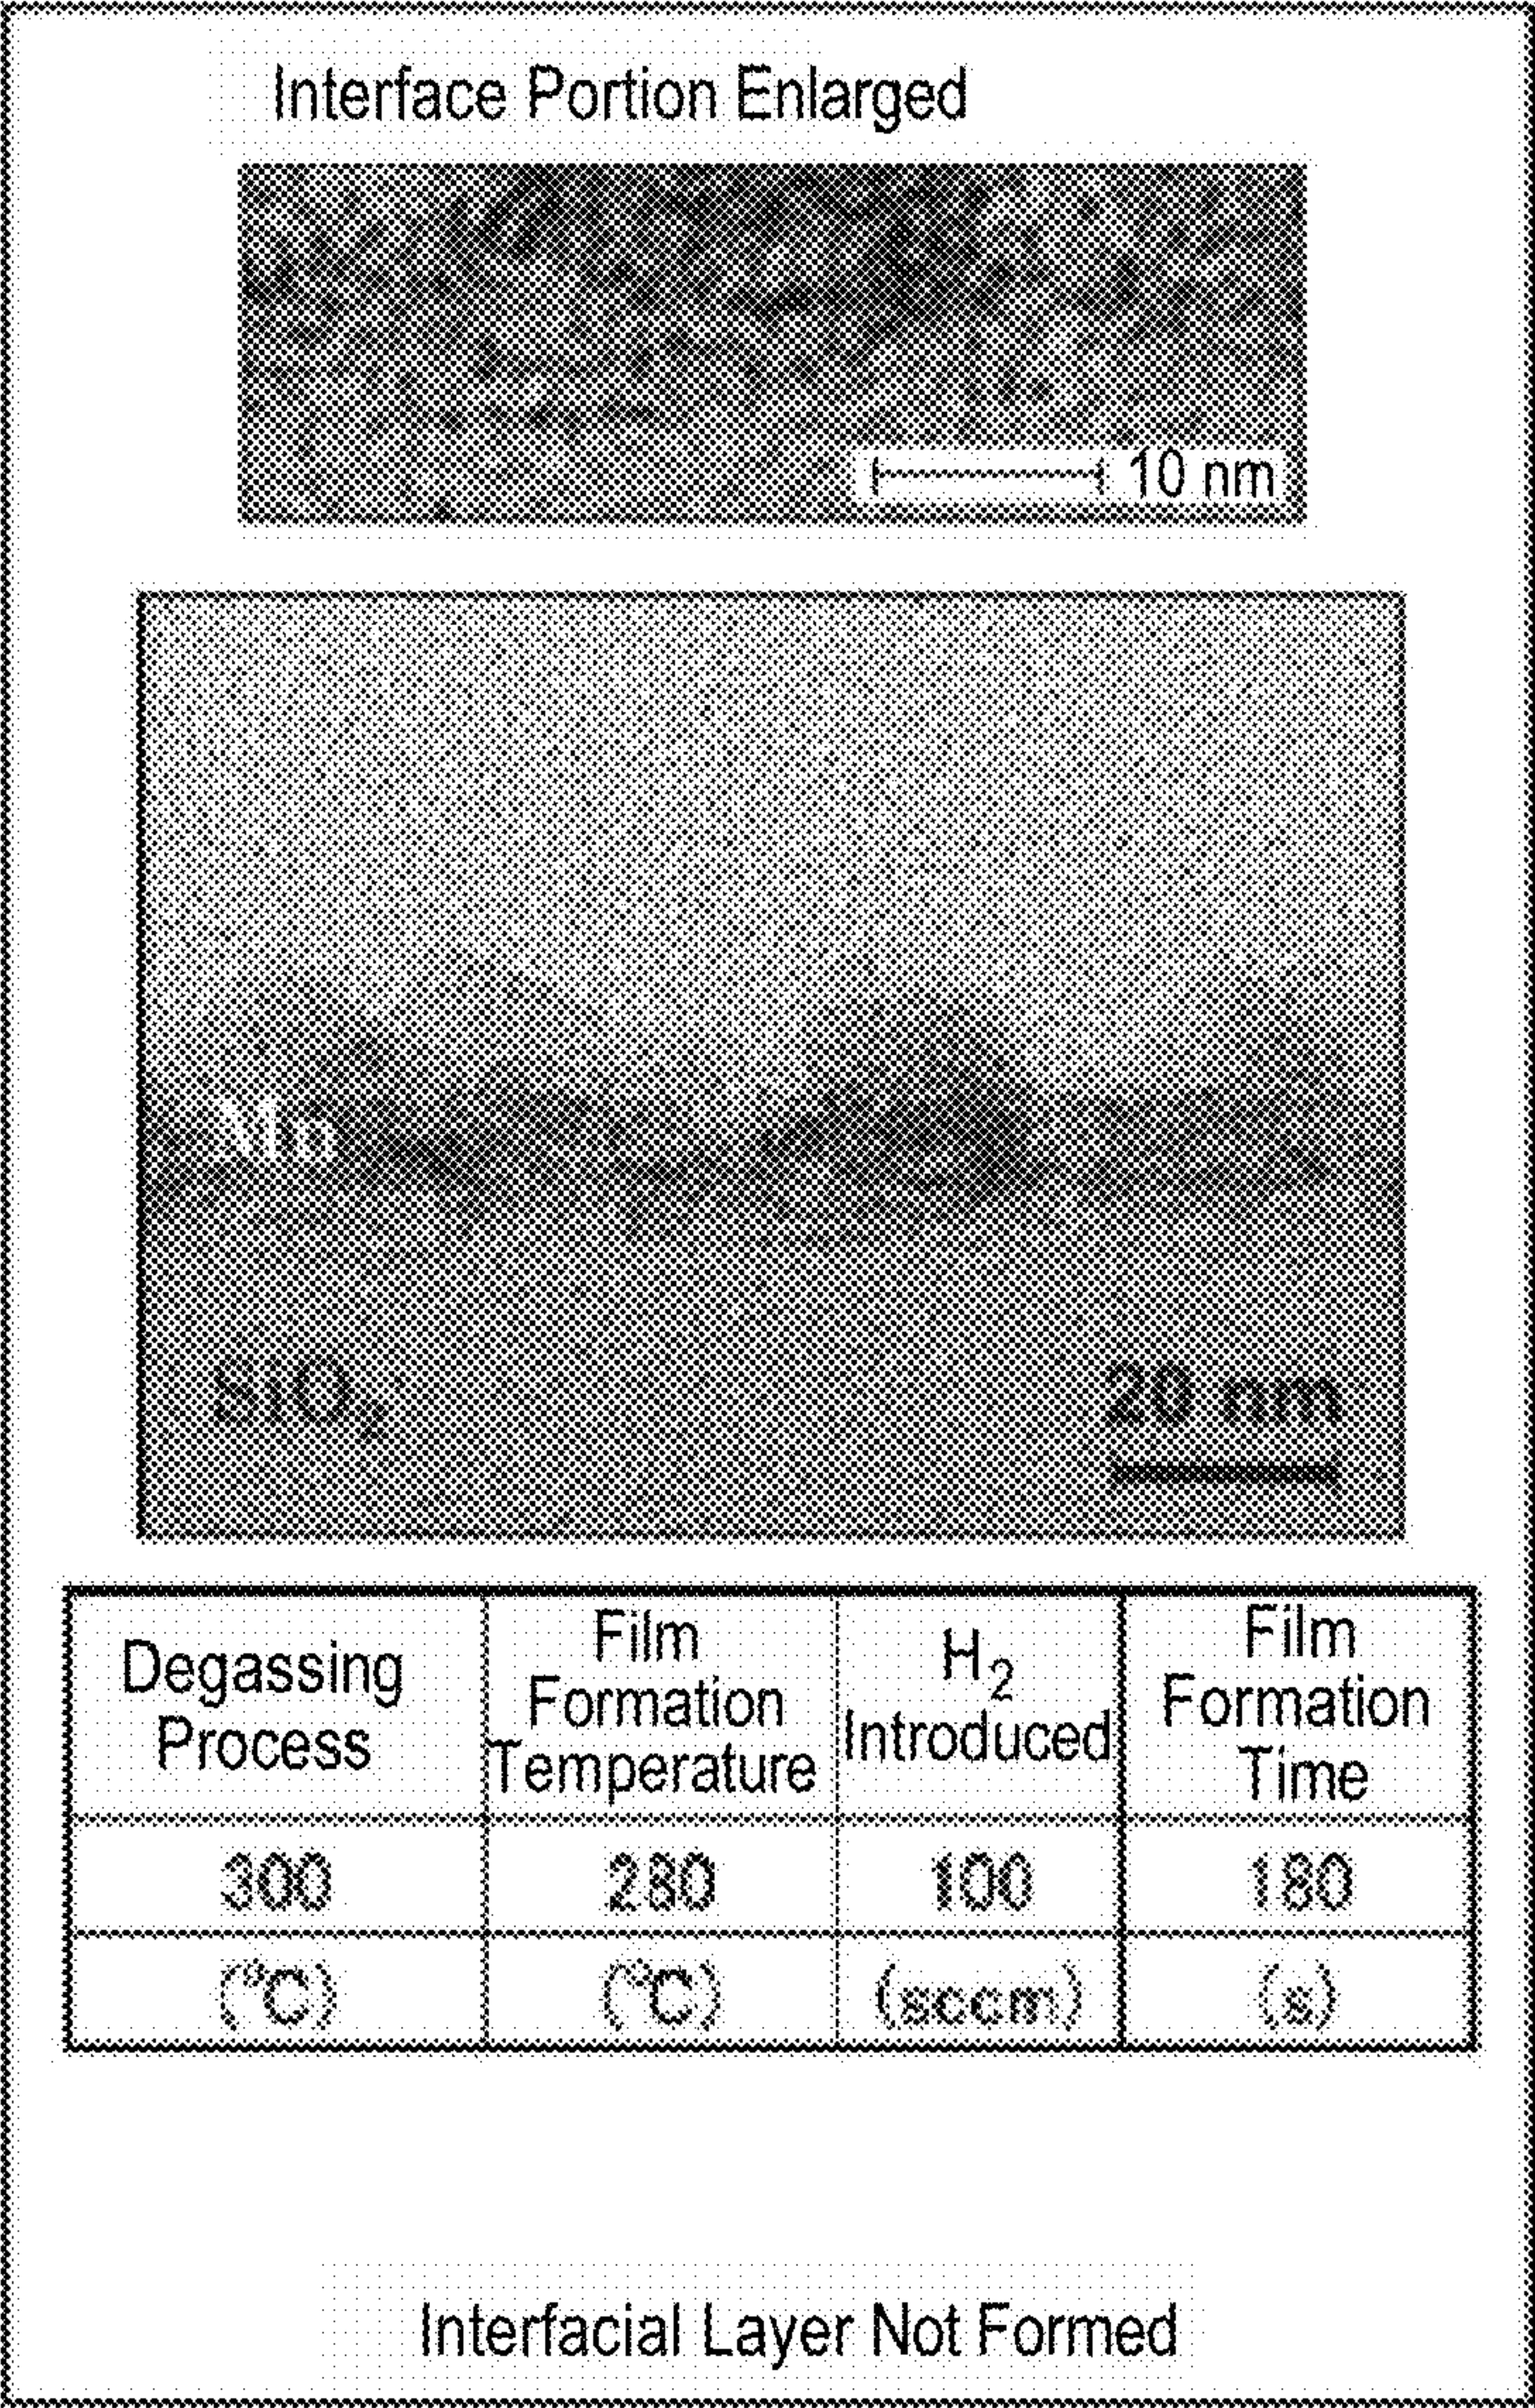 Interface Portion Enlarged
10 nm
Mn
SiO₂
20 nm
Degassing
Process
Film
Formation
Temperature
H₂
Introduced
Film
Formation
Time
300
280
100
180
(°C)
(°C)
(sccm)
(s)
Interfacial Layer Not Formed